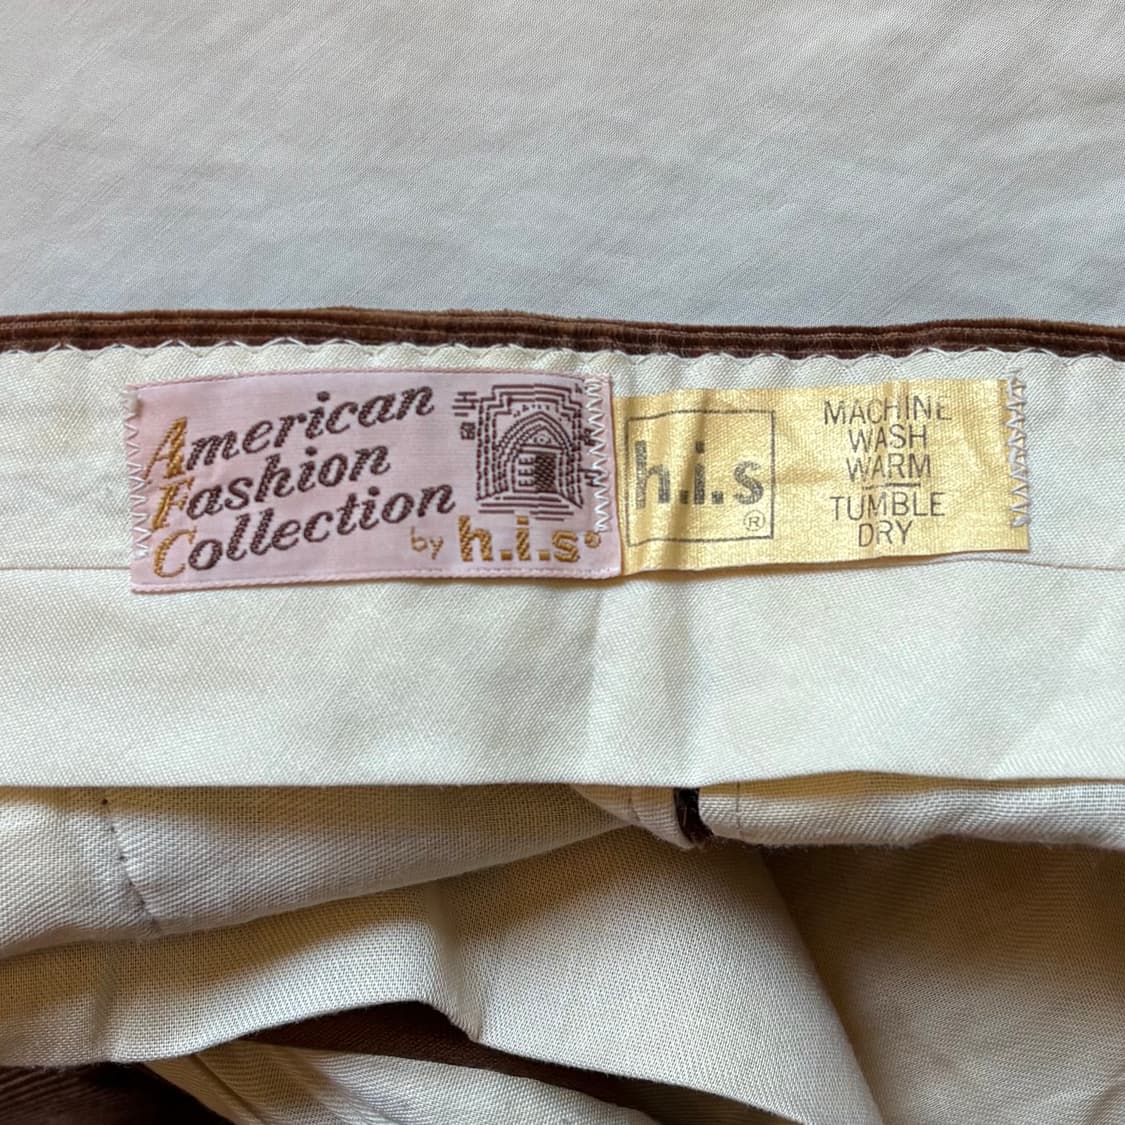 American
Fashion
Collection
by h.i.s®
h.i.s
®
MACHINE
WASH
WARM
TUMBLE
DRY